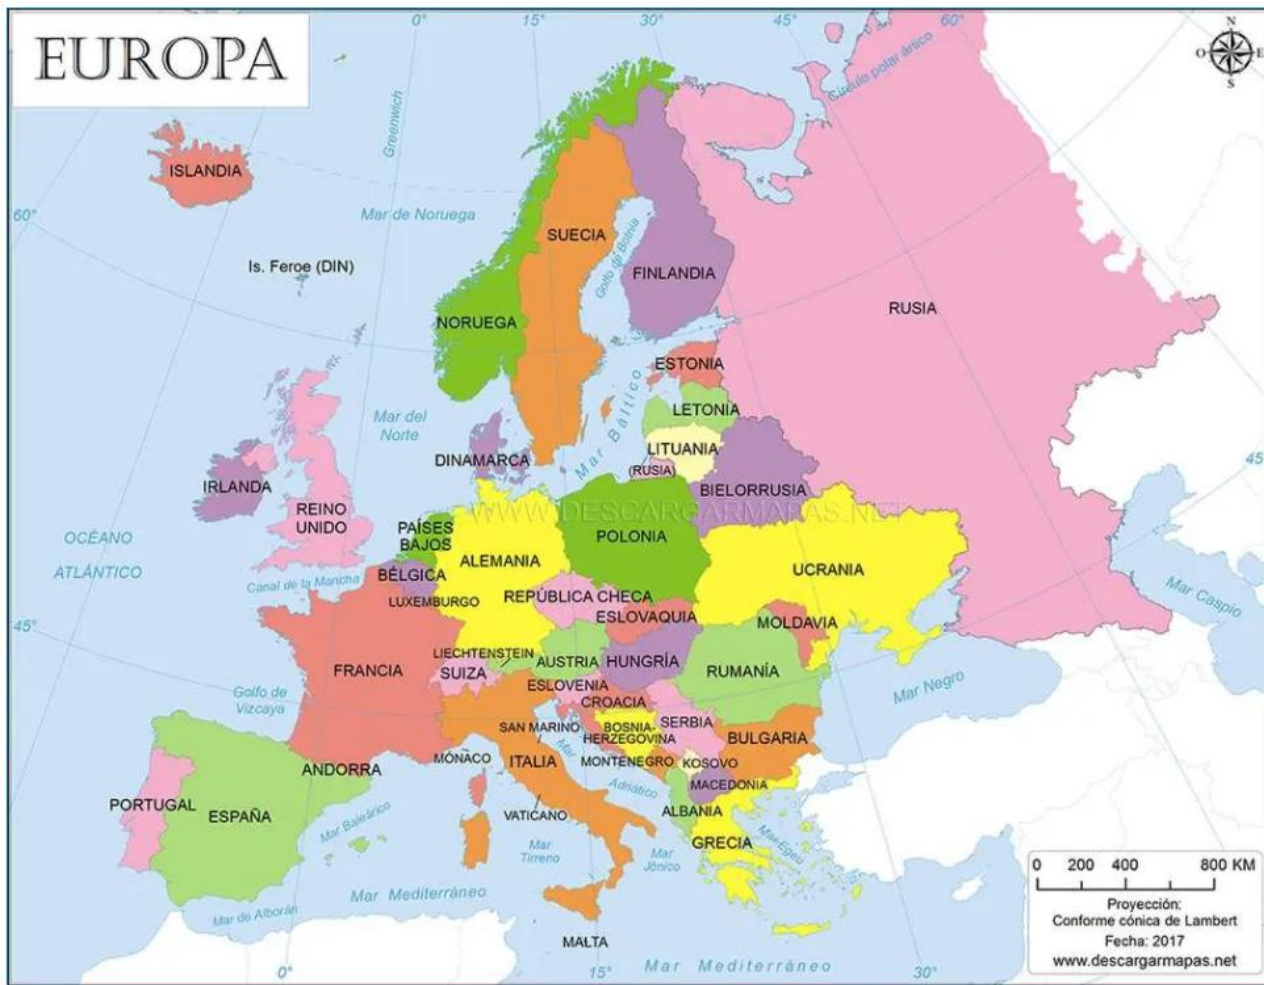 EUROPA
0°
15°
30°
45°
60°
N
O
E
S
Círculo polar ártico
Greenwich
ISLANDIA
60°
Mar de Noruega
SUECIA
Golfo de Botnia
FINLANDIA
Is. Feroe (DIN)
RUSIA
NORUEGA
ESTONIA
Mar Báltico
LETONIA
Mar del
Norte
LITUANIA
DINAMARCA
(RUSIA)
45°
IRLANDA
BIELORRUSIA
REINO
UNIDO
WWW.DESCARGARMAPAS.NET
PAÍSES
BAJOS
POLONIA
OCÉANO
ATLÁNTICO
ALEMANIA
UCRANIA
Canal de la Mancha
BÉLGICA
Mar Caspio
LUXEMBURGO
REPÚBLICA CHECA
ESLOVAQUIA
MOLDAVIA
45°
LIECHTENSTEIN
FRANCIA
SUIZA
AUSTRIA
HUNGRÍA
RUMANÍA
Mar Negro
Golfo de
Vizcaya
ESLOVENIA
CROACIA
SAN MARINO
BOSNIA-
HERZEGOVINA
SERBIA
BULGARIA
MÓNACO
ITALIA
MONTENEGRO
KOSOVO
ANDORRA
Mar
Adriático
MACEDONIA
PORTUGAL
ESPAÑA
VATICANO
ALBANIA
Mar Baleárico
GRECIA
Mar Egeo
Mar
Tirreno
Mar
Jónico
Mar Mediterráneo
Mar de Alborán
MALTA
0 200 400 800 KM
Proyección:
Conforme cónica de Lambert
Fecha: 2017
www.descargarmapas.net
0°
15°
Mar Mediterráneo
30°